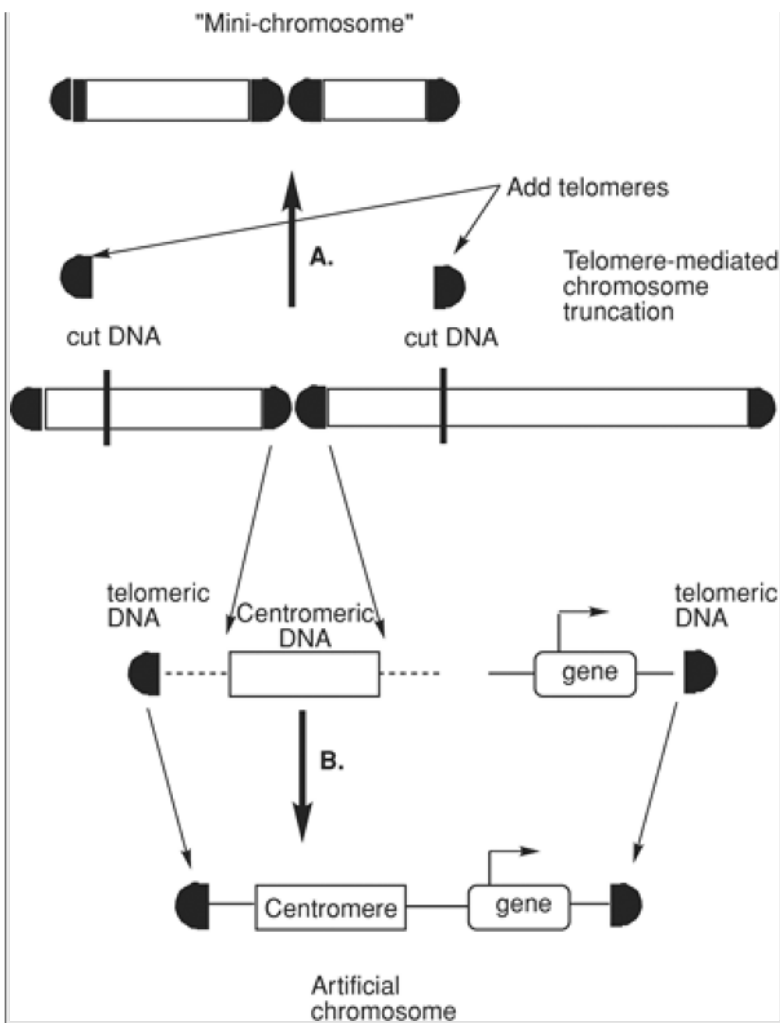 "Mini-chromosome"
Add telomeres
A.
Telomere-mediated
chromosome
truncation
cut DNA
cut DNA
telomeric
DNA
Centromeric
DNA
telomeric
DNA
gene
B.
Centromere
gene
Artificial
chromosome